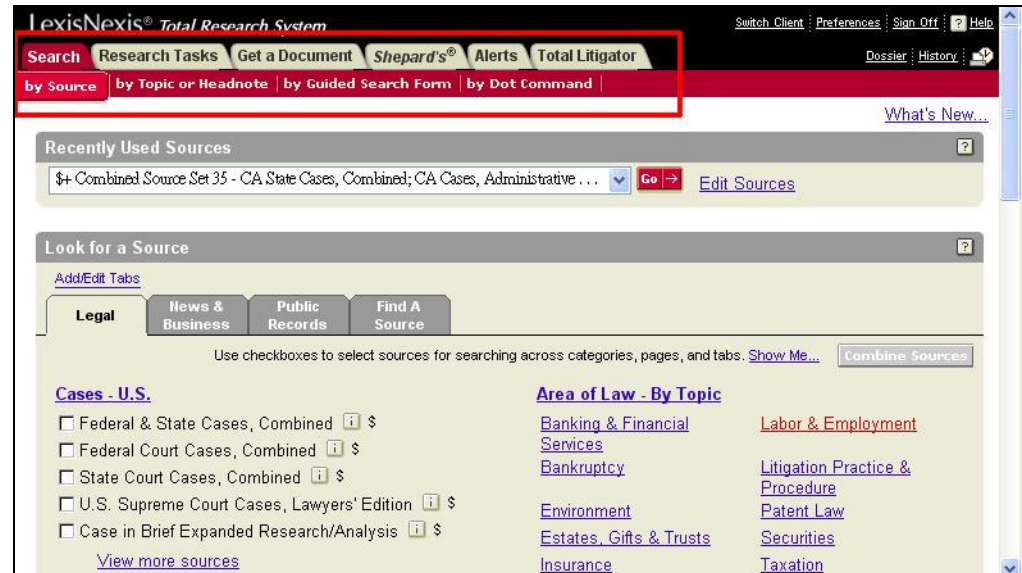 LexisNexis® Total Research System
Switch Client Preferences Sign Off ? Help
Search Research Tasks Get a Document Shepard's® Alerts Total Litigator
Dossier History
by Source by Topic or Headnote by Guided Search Form by Dot Command
What's New...
Recently Used Sources ?
$+ Combined Source Set 35 - CA State Cases, Combined; CA Cases, Administrative . . . Go → Edit Sources
Look for a Source ?
Add/Edit Tabs
Legal
News & Business
Public Records
Find A Source
Use checkboxes to select sources for searching across categories, pages, and tabs. Show Me... Combine Sources
Cases - U.S.
Federal & State Cases, Combined i $
Federal Court Cases, Combined i $
State Court Cases, Combined i $
U.S. Supreme Court Cases, Lawyers' Edition i $
Case in Brief Expanded Research/Analysis i $
View more sources
Area of Law - By Topic
Banking & Financial
Services
Bankruptcy
Environment
Estates, Gifts & Trusts
Insurance
Labor & Employment
Litigation Practice &
Procedure
Patent Law
Securities
Taxation